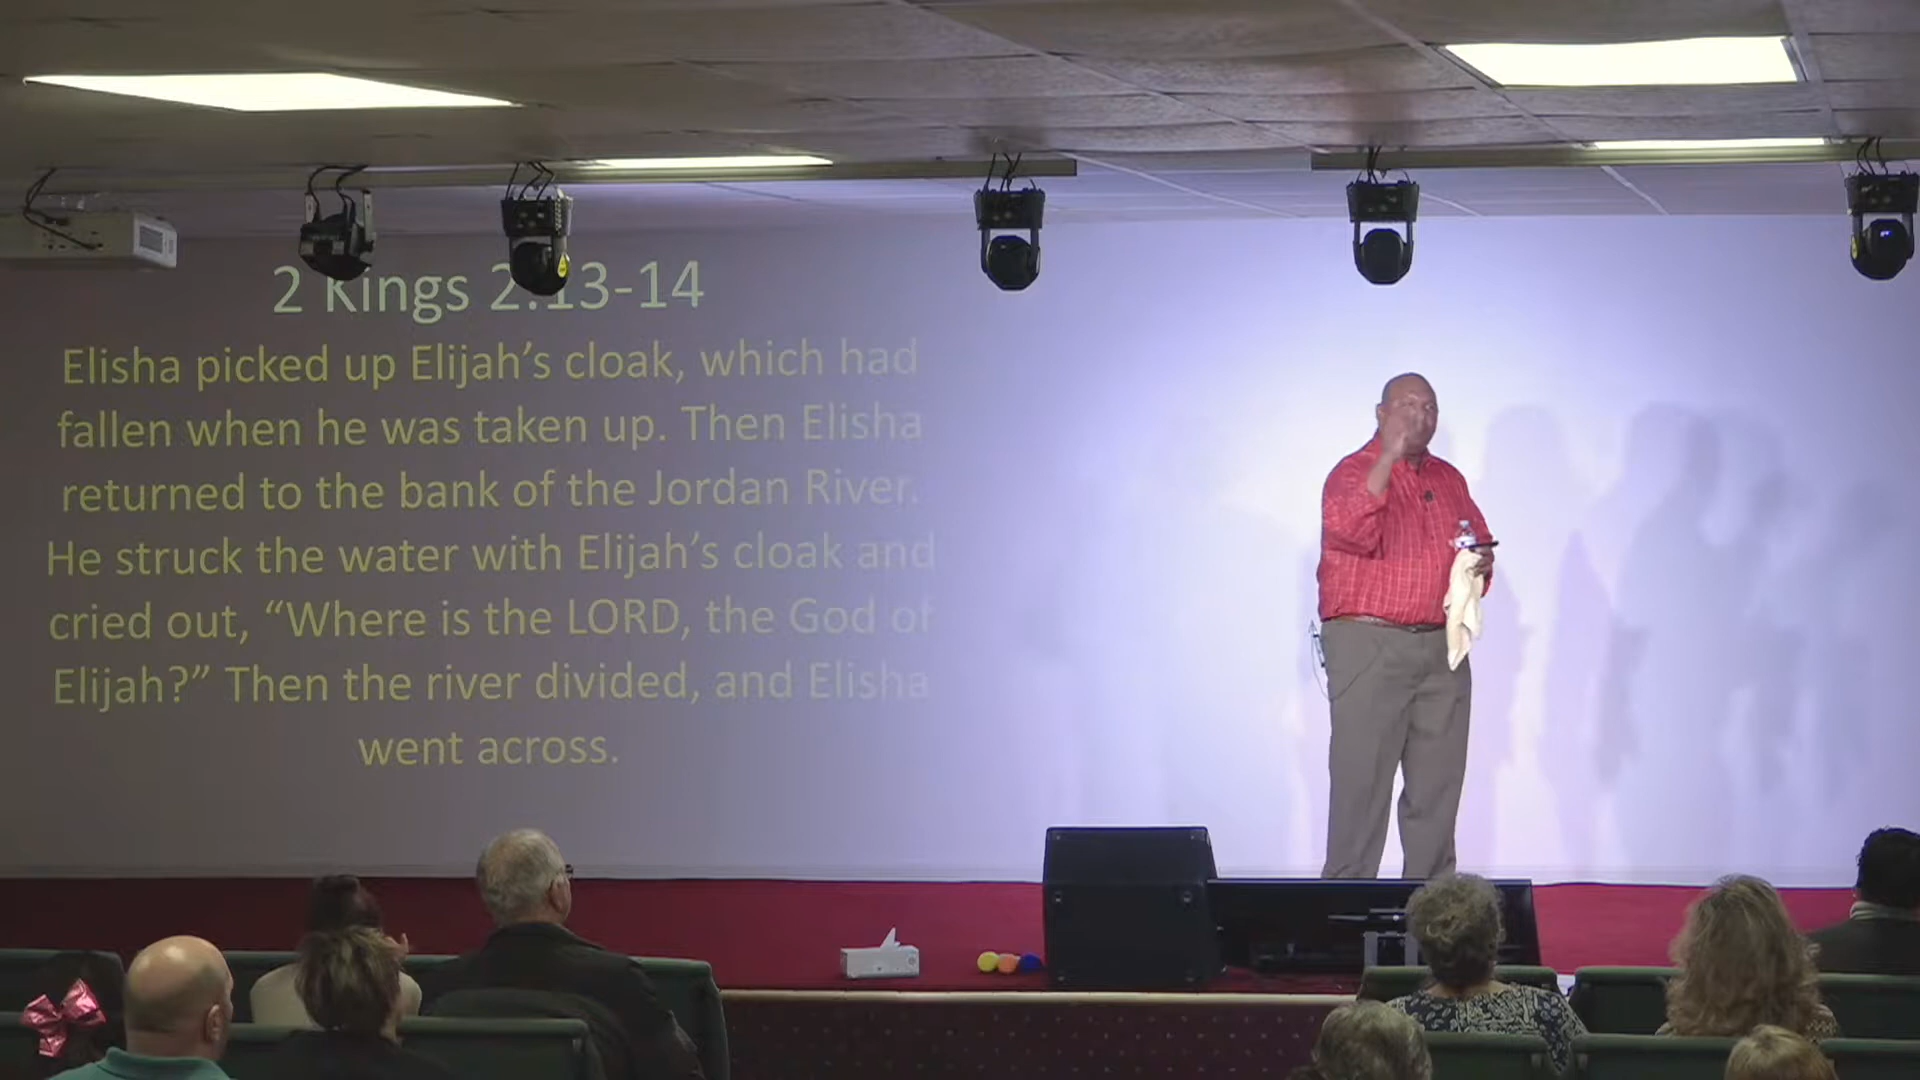 2 Kings 2:13-14
Elisha picked up Elijah’s cloak, which had
fallen when he was taken up. Then Elisha
returned to the bank of the Jordan River.
He struck the water with Elijah’s cloak and
cried out, “Where is the LORD, the God of
Elijah?” Then the river divided, and Elisha
went across.